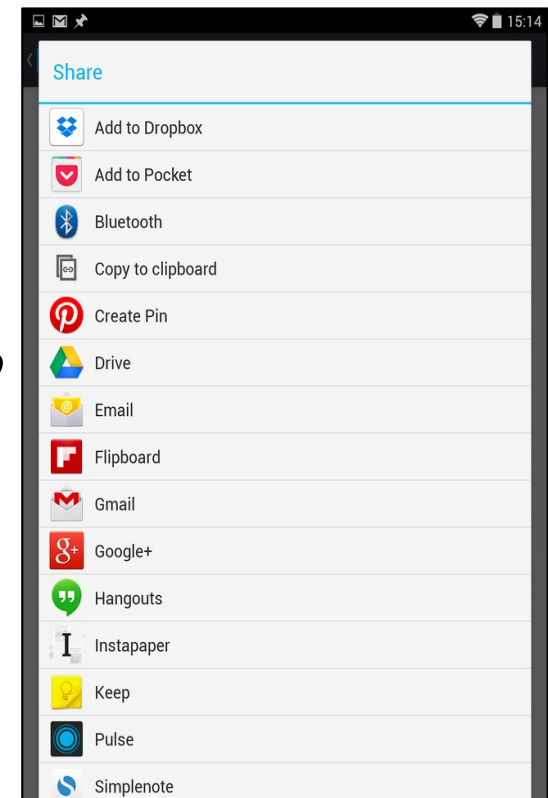 15:14
Share
Add to Dropbox
Add to Pocket
Bluetooth
Copy to clipboard
Create Pin
Drive
Email
Flipboard
Gmail
Google+
Hangouts
Instapaper
Keep
Pulse
Simplenote